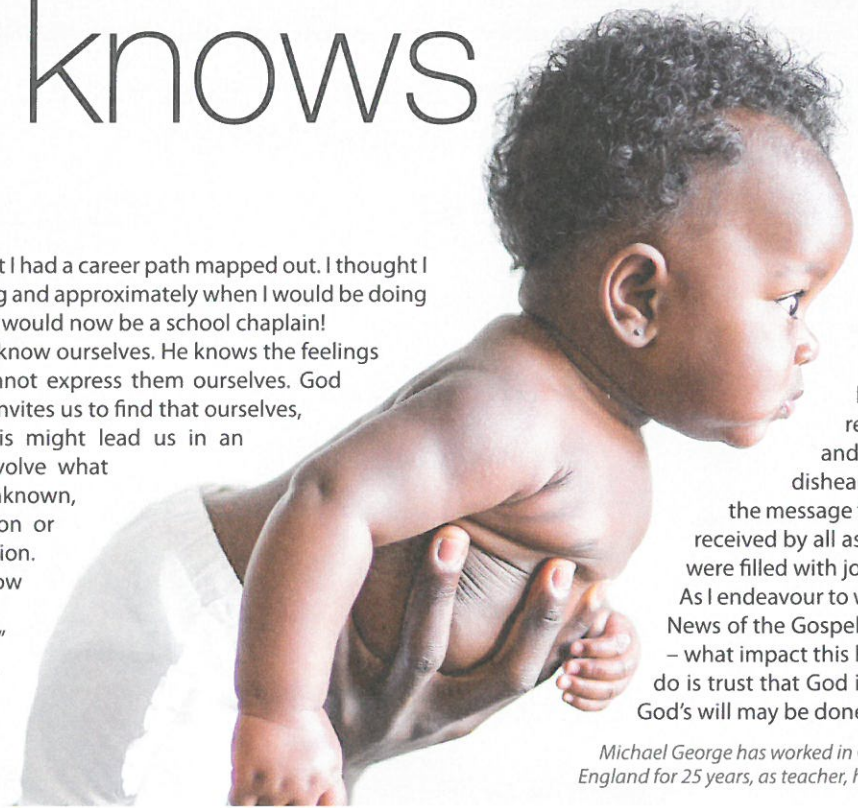 knows
t I had a career path mapped out. I thought I
g and approximately when I would be doing
would now be a school chaplain!
know ourselves. He knows the feelings
nnot express them ourselves. God
nvites us to find that ourselves,
is might lead us in an
volve what
known,
on or
ion.
ow
"
re
and
dishea
the message
received by all as
were filled with jo
As I endeavour to
News of the Gospel
– what impact this
do is trust that God i
God's will may be done
Michael George has worked in
England for 25 years, as teacher, h